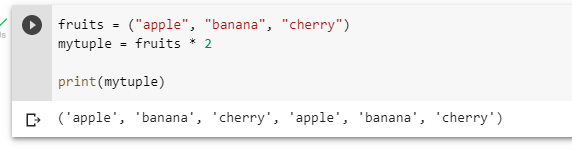 fruits = ("apple", "banana", "cherry")
mytuple = fruits * 2
print(mytuple)
('apple', 'banana', 'cherry', 'apple', 'banana', 'cherry')